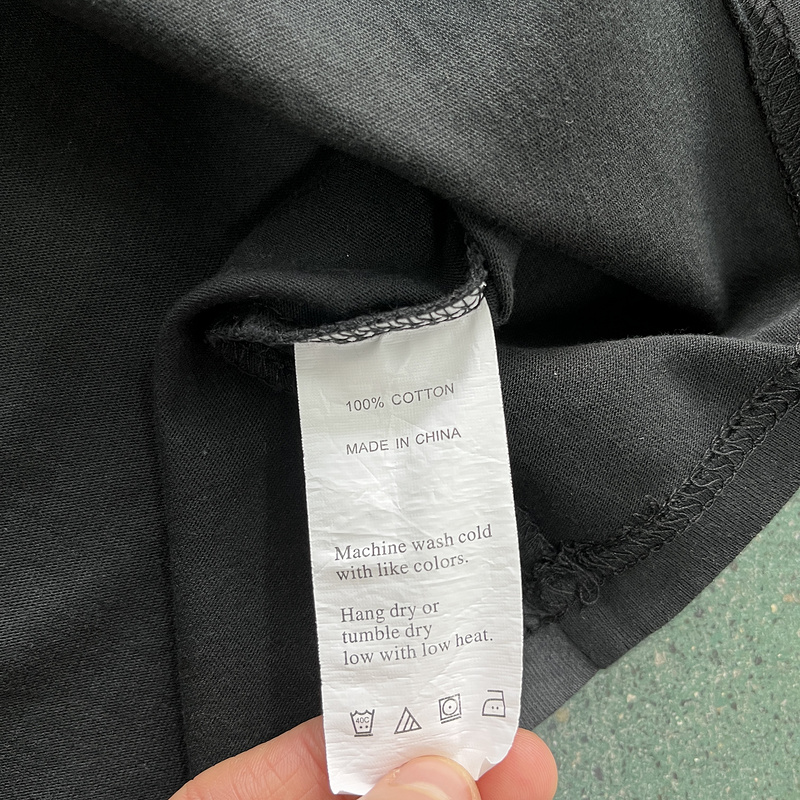 100% COTTON
MADE IN CHINA
Machine wash cold
with like colors.
Hang dry or
tumble dry
low with low heat.
40C